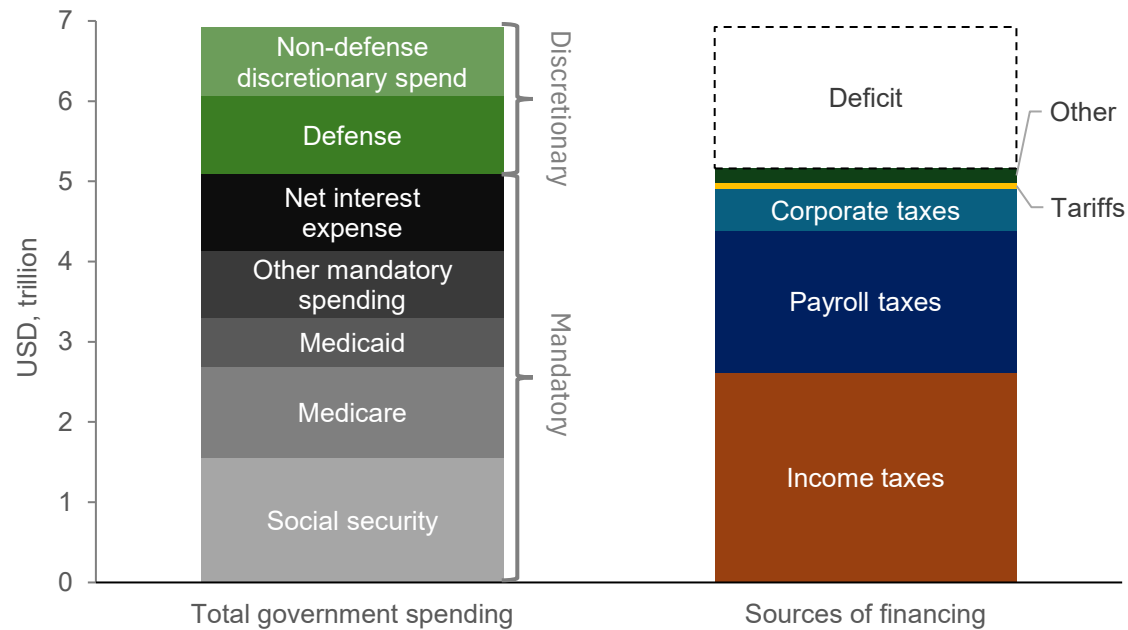 7
6
5
4
3
2
1
0
USD, trillion
Non-defense
discretionary spend
Defense
Net interest
expense
Other mandatory
spending
Medicaid
Medicare
Social security
Discretionary
Mandatory
Deficit
Other
Tariffs
Corporate taxes
Payroll taxes
Income taxes
Total government spending
Sources of financing